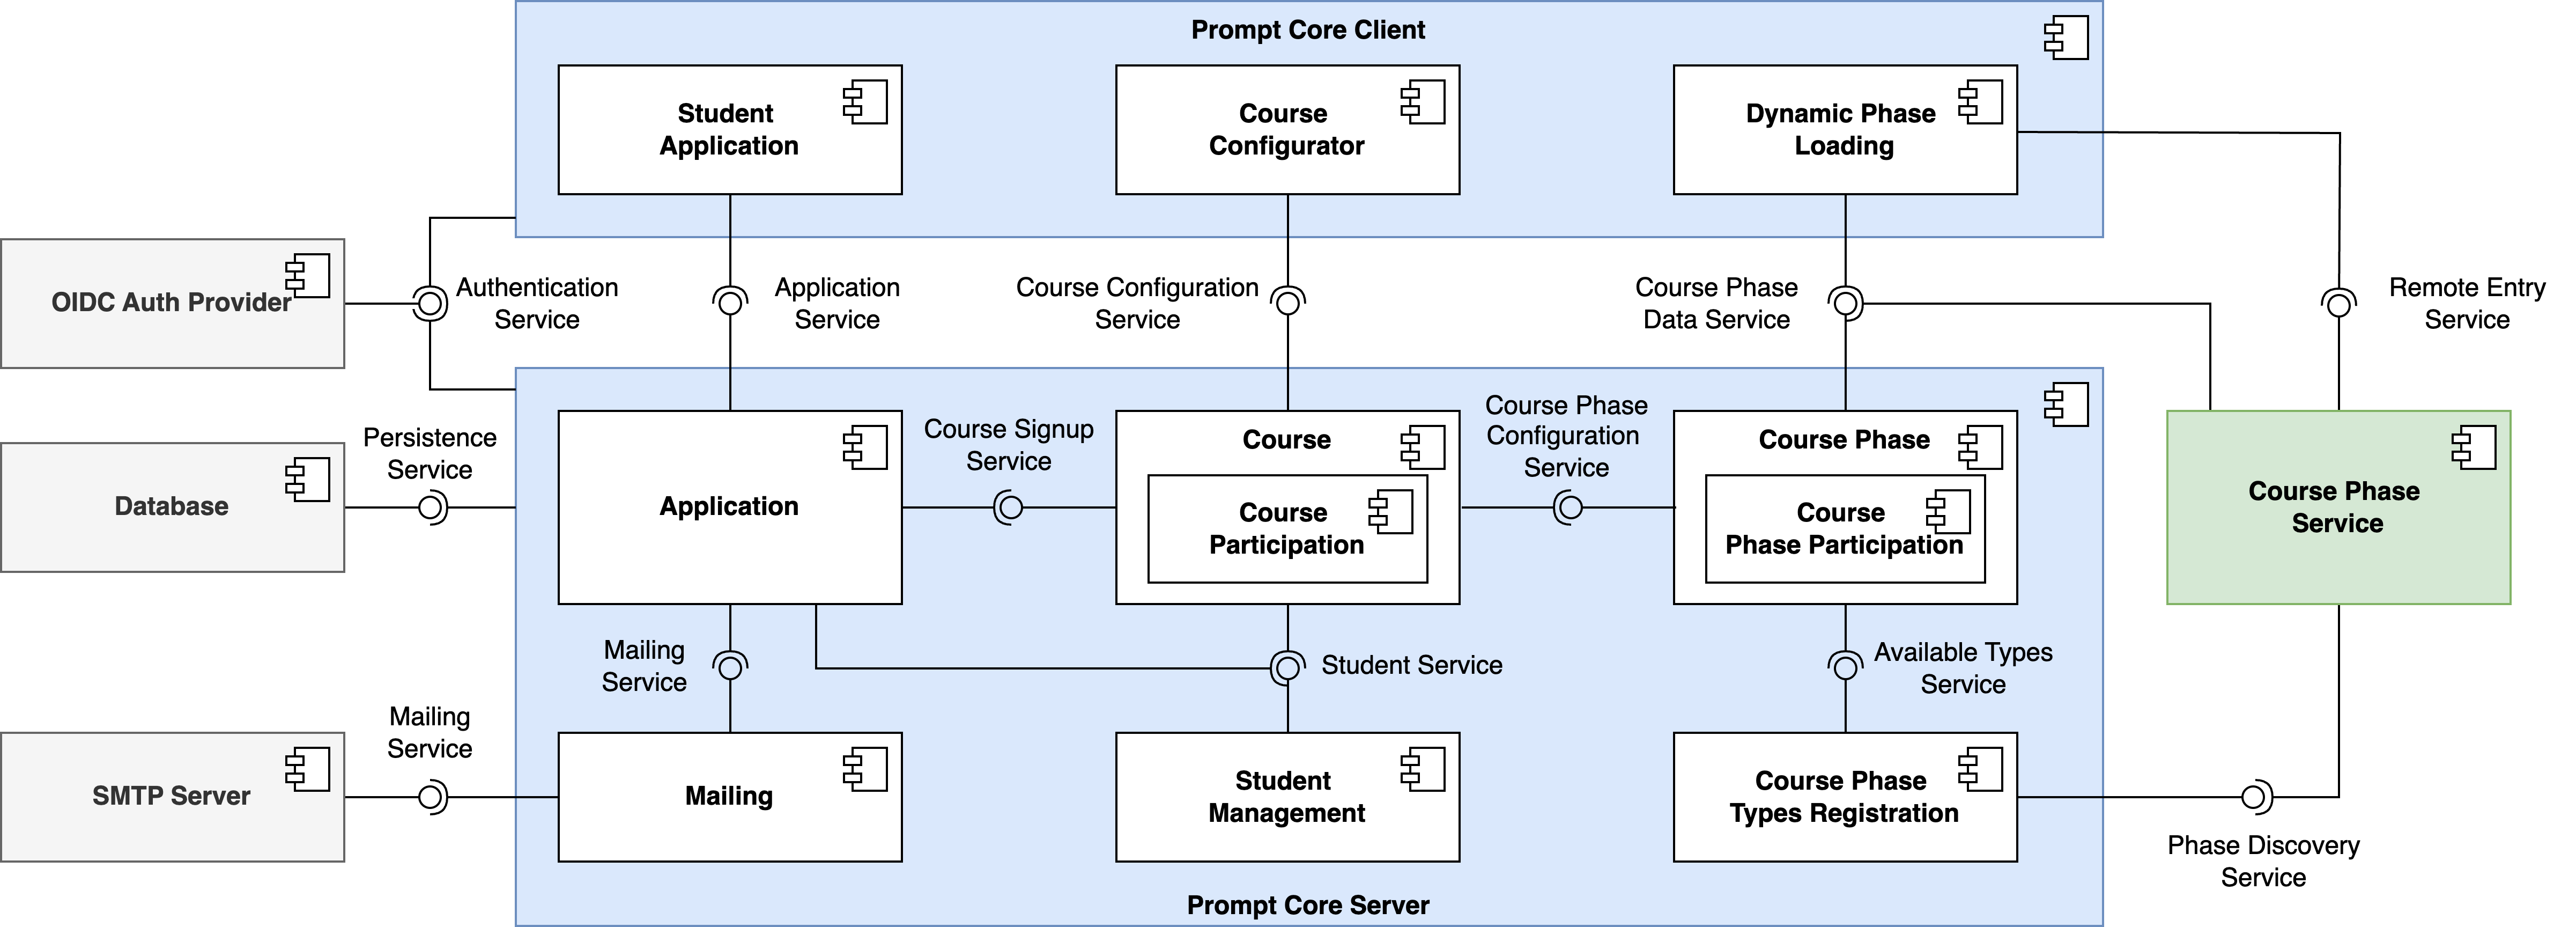 Prompt Core Client
Student
Application
Course
Configurator
Dynamic Phase
Loading
OIDC Auth Provider
Authentication
Service
Application
Service
Course Configuration
Service
Course Phase
Data Service
Remote Entry
Service
Database
Persistence
Service
Application
Course Signup
Service
Course
Course
Participation
Course Phase
Configuration
Service
Course Phase
Course
Phase Participation
Course Phase
Service
Mailing
Service
Student Service
Available Types
Service
SMTP Server
Mailing
Service
Mailing
Student
Management
Course Phase
Types Registration
Phase Discovery
Service
Prompt Core Server